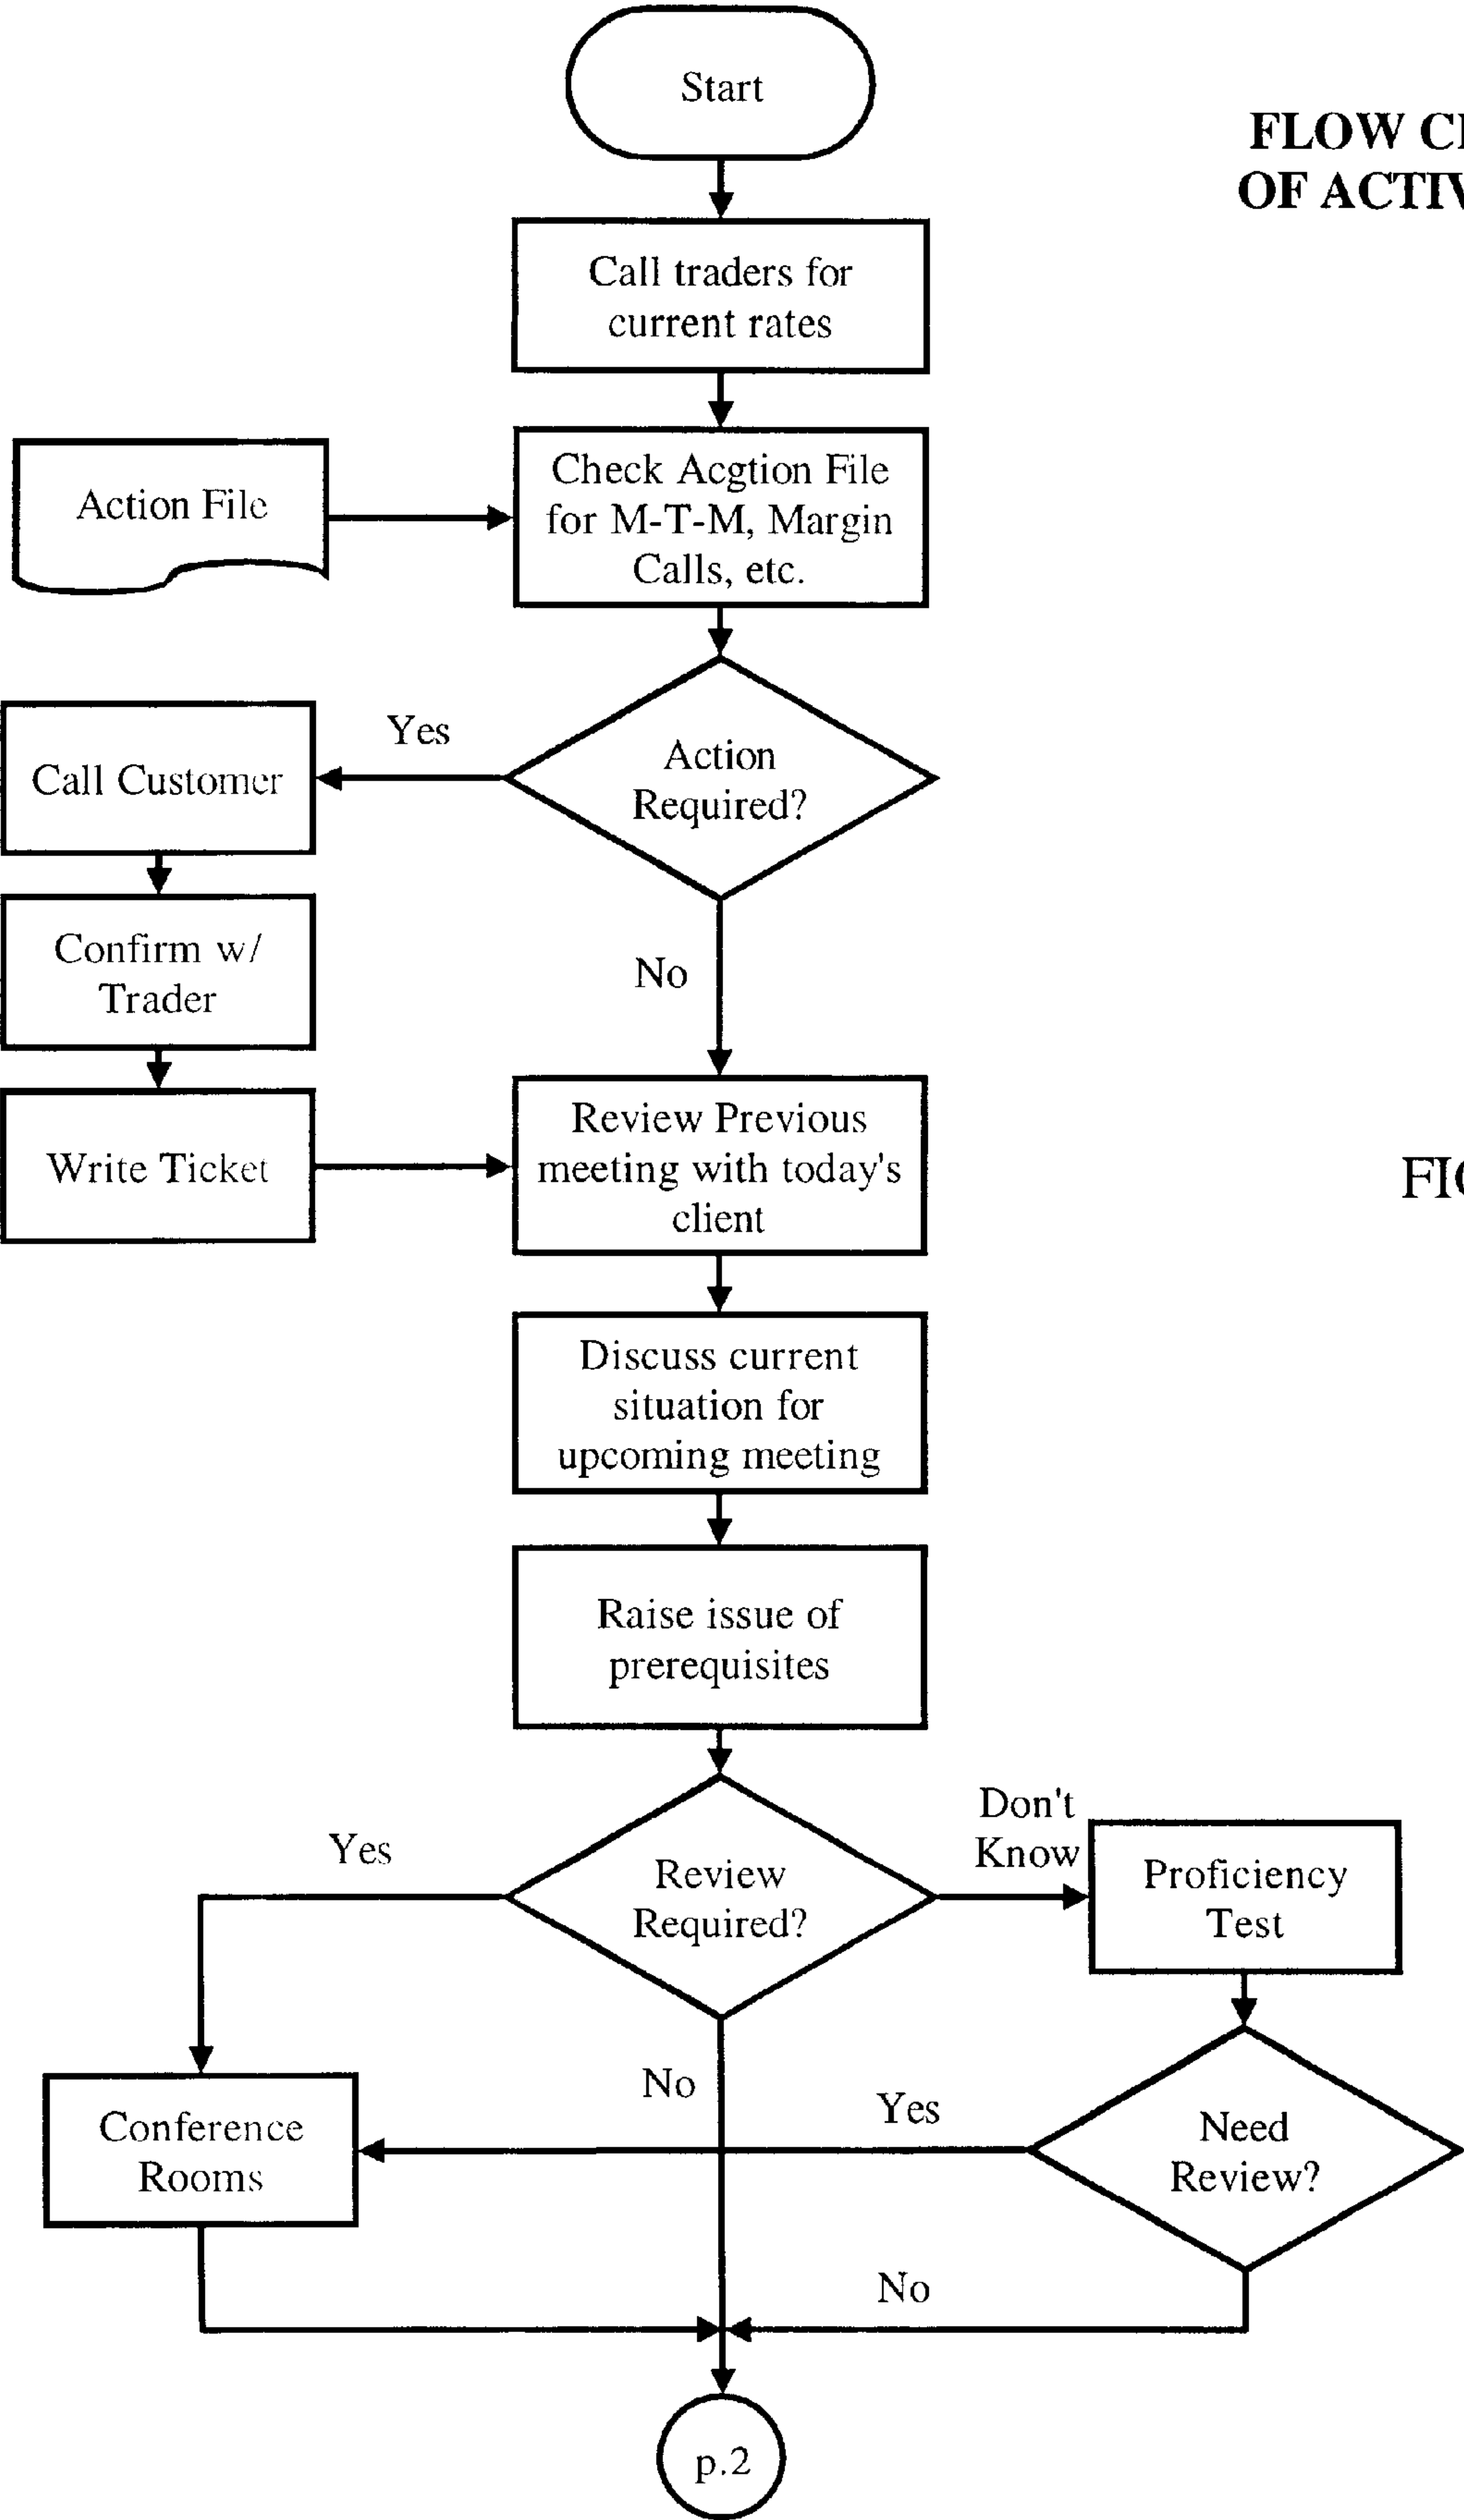 Start
FLOW
OF
Call traders for
current rates
Action File
Check Acgtion File
for M-T-M, Margin
Calls, etc.
Yes
Call Customer
Action
Required?
Confirm w/
Trader
No
Write Ticket
Review Previous
meeting with today's
client
Discuss current
situation for
upcoming meeting
Raise issue of
prerequisites
Don't
Know
Yes
Review
Required?
Proficiency
Test
No
Yes
Conference
Rooms
Need
Review?
No
p.2